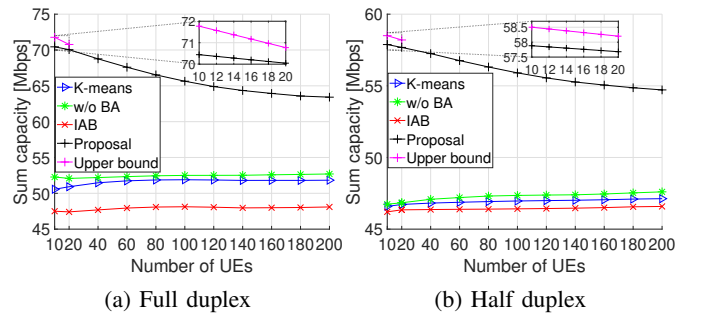 75
70
65
60
55
50
45
Sum capacity [Mbps]
72
71
70
10 12 14 16 18 20
K-means
w/o BA
IAB
Proposal
Upper bound
1020 40 60 80 100 120 140 160 180 200
Number of UEs
(a) Full duplex
60
55
50
45
Sum capacity [Mbps]
58.5
58
57.5
10 12 14 16 18 20
K-means
w/o BA
IAB
Proposal
Upper bound
1020 40 60 80 100 120 140 160 180 200
Number of UEs
(b) Half duplex